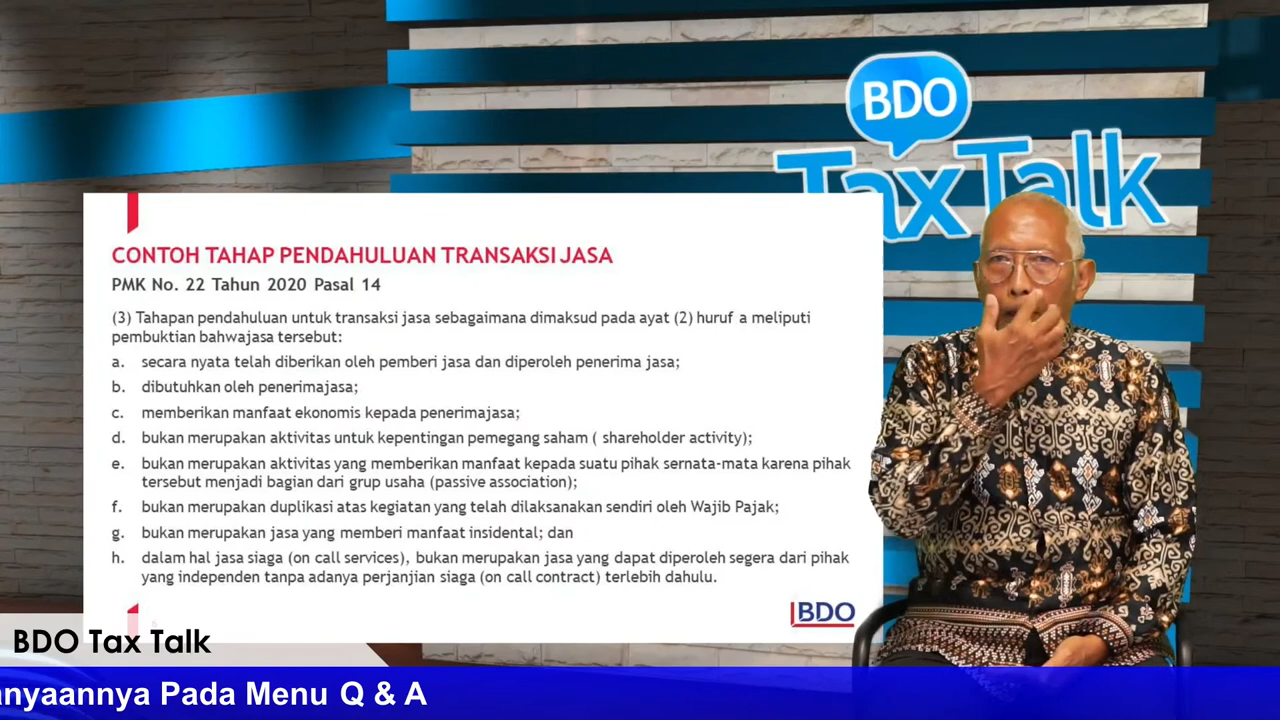 BDO
TaxTalk
CONTOH TAHAP PENDAHULUAN TRANSAKSI JASA
PMK No. 22 Tahun 2020 Pasal 14
(3) Tahapan pendahuluan untuk transaksi jasa sebagaimana dimaksud pada ayat (2) huruf a meliputi
pembuktian bahwajasa tersebut:
a. secara nyata telah diberikan oleh pemberi jasa dan diperoleh penerima jasa;
b. dibutuhkan oleh penerimajasa;
c. memberikan manfaat ekonomis kepada penerimajasa;
d. bukan merupakan aktivitas untuk kepentingan pemegang saham ( shareholder activity);
e. bukan merupakan aktivitas yang memberikan manfaat kepada suatu pihak sernata-mata karena pihak
tersebut menjadi bagian dari grup usaha (passive association);
f. bukan merupakan duplikasi atas kegiatan yang telah dilaksanakan sendiri oleh Wajib Pajak;
g. bukan merupakan jasa yang memberi manfaat insidental; dan
h. dalam hal jasa siaga (on call services), bukan merupakan jasa yang dapat diperoleh segera dari pihak
yang independen tanpa adanya perjanjian siaga (on call contract) terlebih dahulu.
6
BDO
BDO Tax Talk
anyaannya Pada Menu Q & A